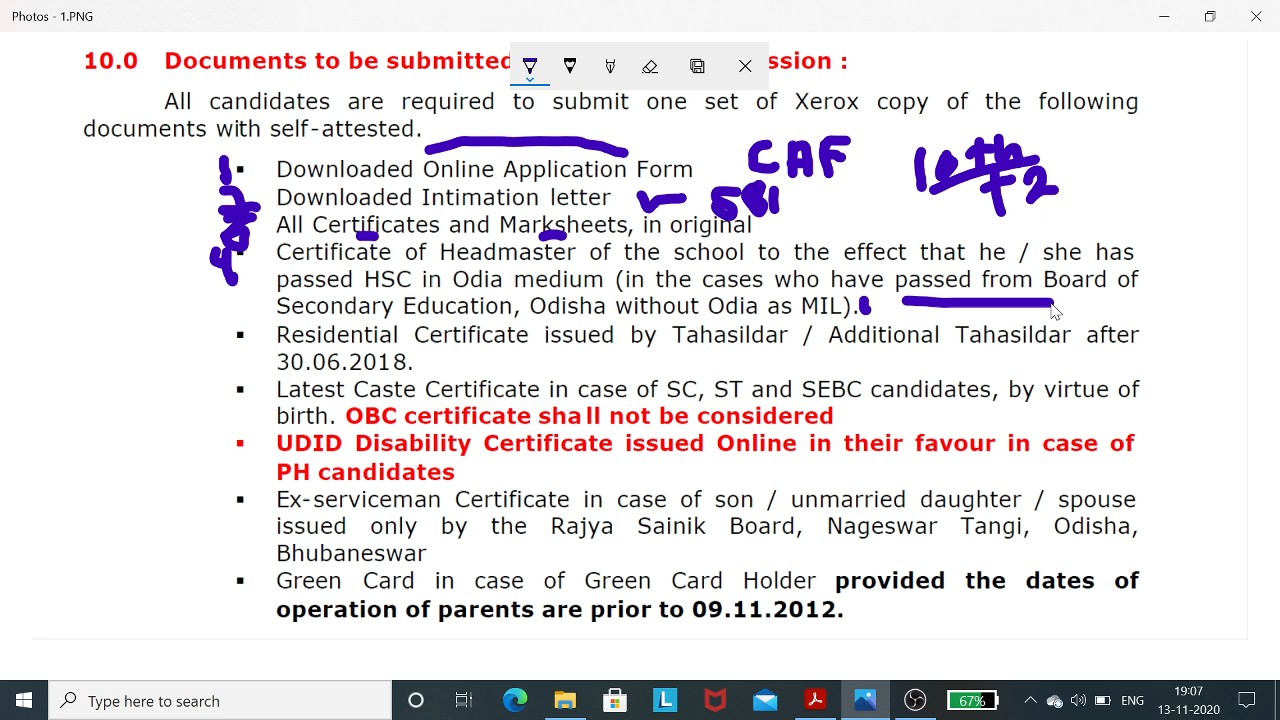 Photos - 1.PNG
10.0 Documents to be submitted ssion :
All candidates are required to submit one set of Xerox copy of the following
documents with self-attested.
▪ Downloaded Online Application Form
CAF
▪ Downloaded Intimation letter
▪ All Certificates and Marksheets, in original
▪ Certificate of Headmaster of the school to the effect that he / she has
passed HSC in Odia medium (in the cases who have passed from Board of
Secondary Education, Odisha without Odia as MIL).
▪ Residential Certificate issued by Tahasildar / Additional Tahasildar after
30.06.2018.
▪ Latest Caste Certificate in case of SC, ST and SEBC candidates, by virtue of
birth. OBC certificate shall not be considered
▪ UDID Disability Certificate issued Online in their favour in case of
PH candidates
▪ Ex-serviceman Certificate in case of son / unmarried daughter / spouse
issued only by the Rajya Sainik Board, Nageswar Tangi, Odisha,
Bhubaneswar
▪ Green Card in case of Green Card Holder provided the dates of
operation of parents are prior to 09.11.2012.
Type here to search
67%
ENG
19:07
13-11-2020